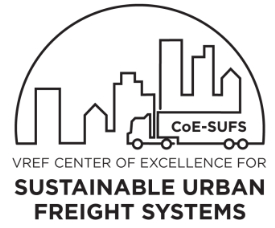 CoE-SUFS
VREF CENTER OF EXCELLENCE FOR
SUSTAINABLE URBAN
FREIGHT SYSTEMS